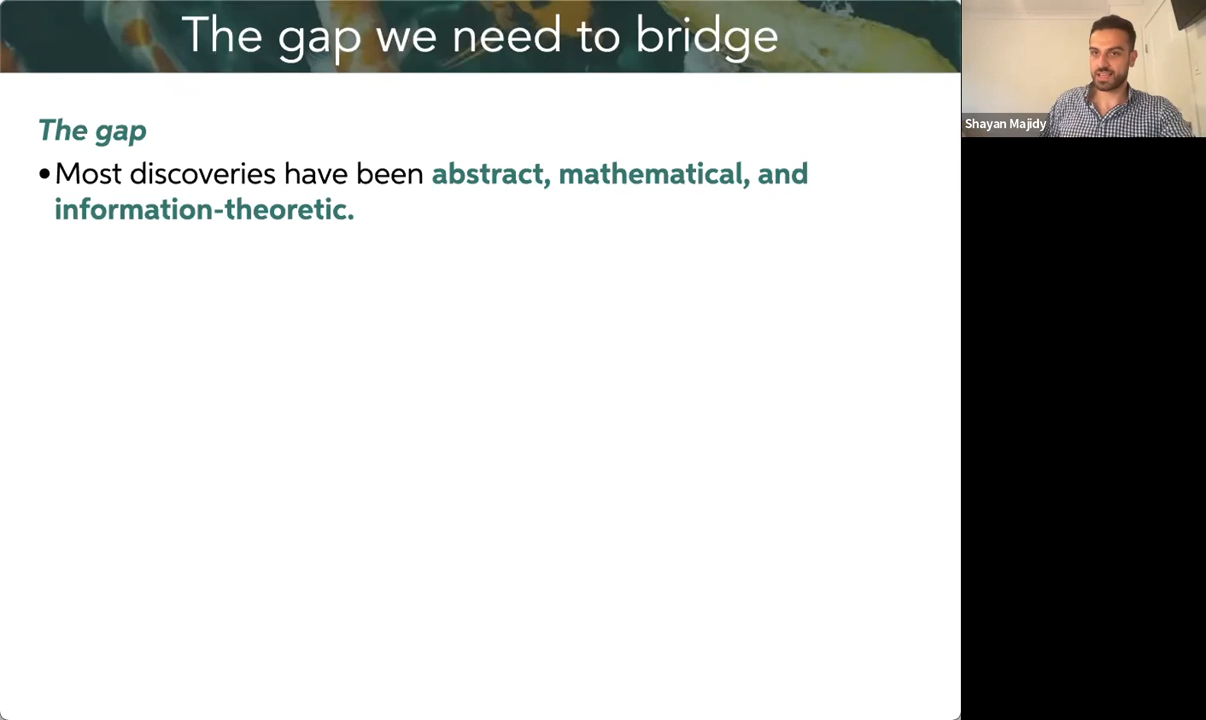 The gap we need to bridge
Shayan Majidy
The gap
•Most discoveries have been abstract, mathematical, and
information-theoretic.